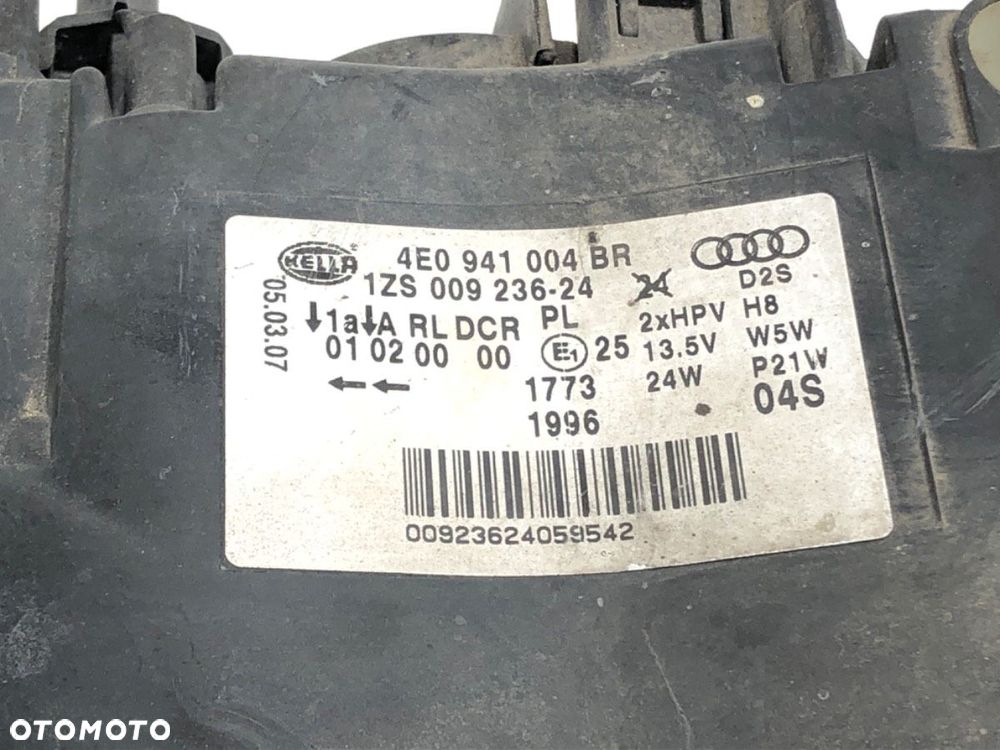 HELLA
4E0 941 004 BR
1ZS 009 236-24
05.03.07
↓1a↓A RL DCR PL
01 02 00 00
E1 25
←←
1773
1996
24
2xHPV
13.5V
24W
D2S
H8
W5W
P21W
04S
00923624059542
OTOMOTO